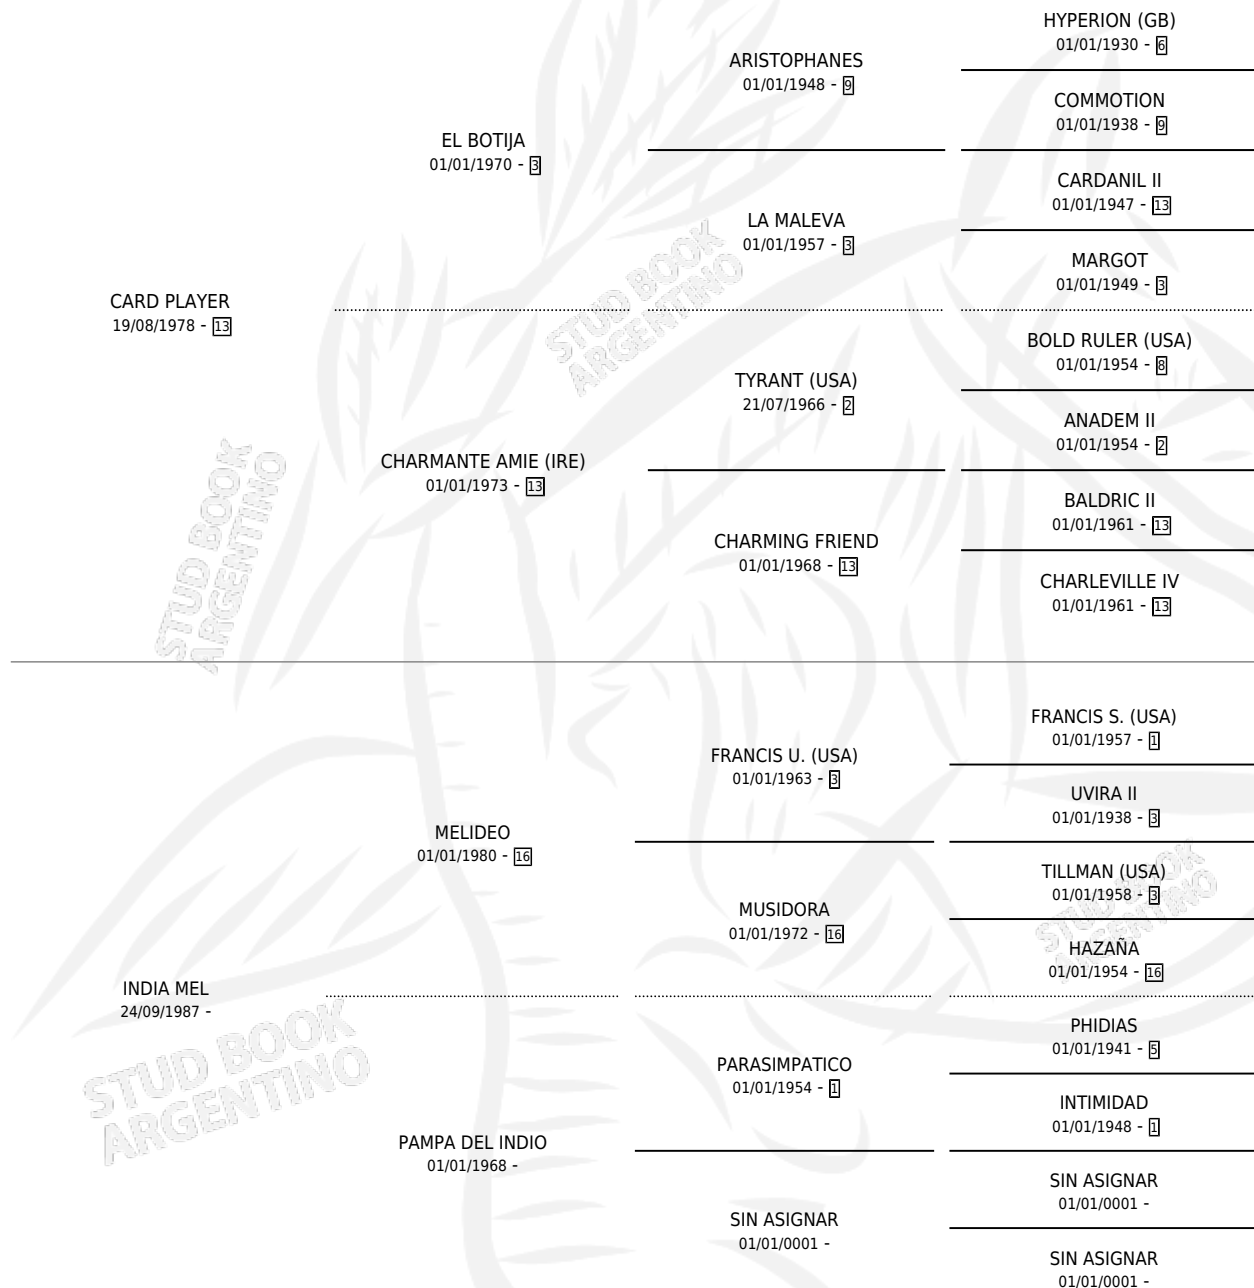 HYPERION (GB)
01/01/1930 - 6
ARISTOPHANES
01/01/1948 - 9
COMMOTION
01/01/1938 - 9
EL BOTIJA
01/01/1970 - 3
CARDANIL II
01/01/1947 - 13
LA MALEVA
01/01/1957 - 3
MARGOT
01/01/1949 - 3
CARD PLAYER
19/08/1978 - 13
BOLD RULER (USA)
01/01/1954 - 8
TYRANT (USA)
21/07/1966 - 2
ANADEM II
01/01/1954 - 2
CHARMANTE AMIE (IRE)
01/01/1973 - 13
BALDRIC II
01/01/1961 - 13
CHARMING FRIEND
01/01/1968 - 13
CHARLEVILLE IV
01/01/1961 - 13
STUD BOOK
ARGENTINO
STUD BOOK
ARGENTINO
FRANCIS S. (USA)
01/01/1957 - 1
FRANCIS U. (USA)
01/01/1963 - 3
UVIRA II
01/01/1938 - 3
MELIDEO
01/01/1980 - 16
TILLMAN (USA)
01/01/1958 - 3
MUSIDORA
01/01/1972 - 16
HAZAÑA
01/01/1954 - 16
STUD BOOK
ARGENTINO
INDIA MEL
24/09/1987 -
PHIDIAS
01/01/1941 - 5
PARASIMPATICO
01/01/1954 - 1
INTIMIDAD
01/01/1948 - 1
PAMPA DEL INDIO
01/01/1968 -
SIN ASIGNAR
01/01/0001 -
SIN ASIGNAR
01/01/0001 -
SIN ASIGNAR
01/01/0001 -
STUD BOOK
ARGENTINO